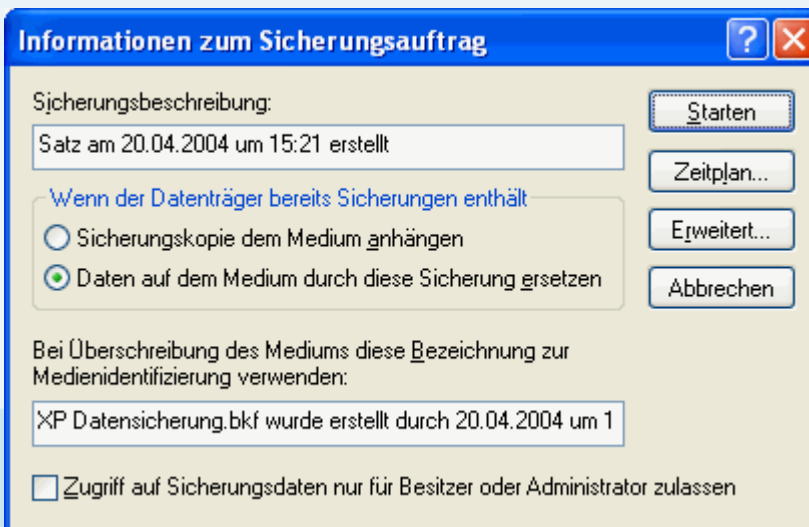 Informationen zum Sicherungsauftrag
Sicherungsbeschreibung:
Satz am 20.04.2004 um 15:21 erstellt
Wenn der Datenträger bereits Sicherungen enthält
Sicherungskopie dem Medium anhängen
Daten auf dem Medium durch diese Sicherung ersetzen
Bei Überschreibung des Mediums diese Bezeichnung zur
Medienidentifizierung verwenden:
XP Datensicherung.bkf wurde erstellt durch 20.04.2004 um 1
Zugriff auf Sicherungsdaten nur für Besitzer oder Administrator zulassen
Starten
Zeitplan...
Erweitert...
Abbrechen